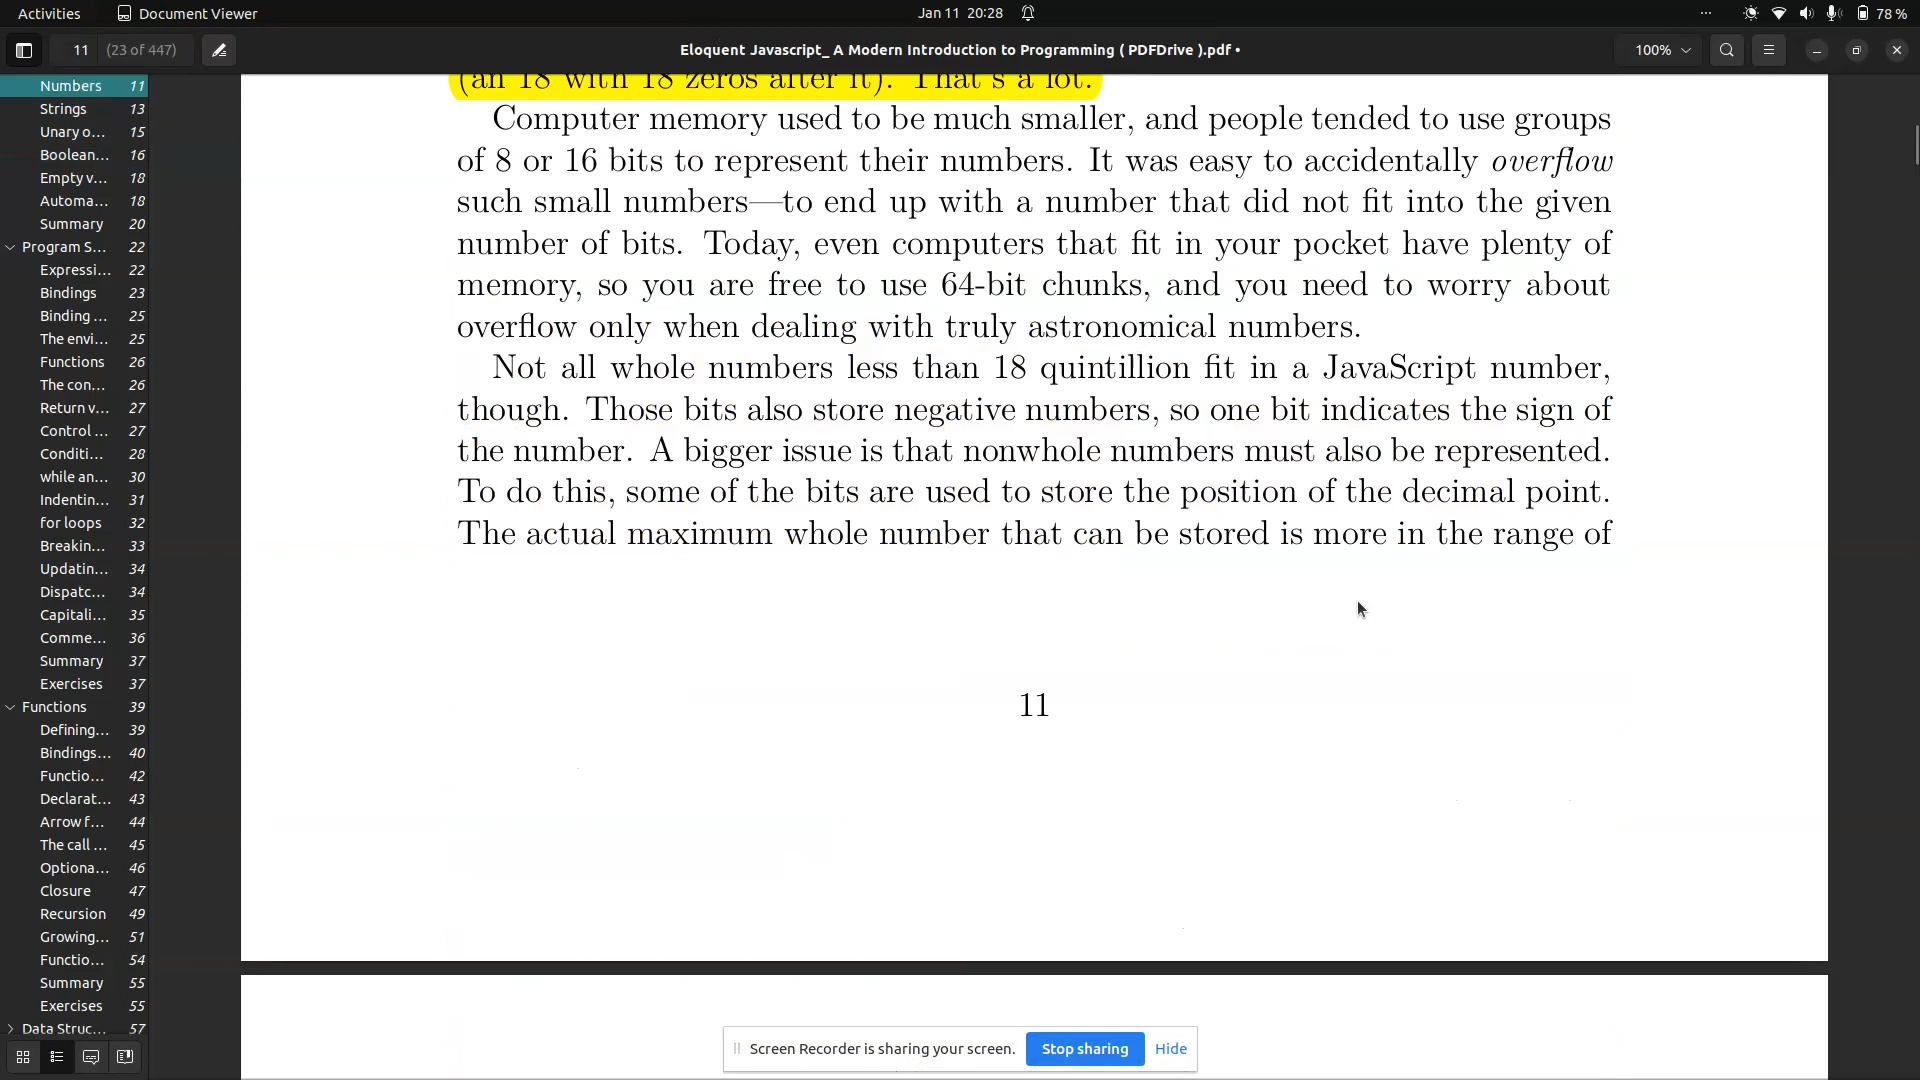 Activities
Document Viewer
Jan 11 20:28
78 %
11
(23 of 447)
Eloquent Javascript_ A Modern Introduction to Programming ( PDFDrive ).pdf •
100%
Numbers 11
Strings 13
Unary o... 15
Boolean... 16
Empty v... 18
Automa... 18
Summary 20
Program S... 22
Expressi... 22
Bindings 23
Binding ... 25
The envi... 25
Functions 26
The con... 26
Return v... 27
Control ... 27
Conditi... 28
while an... 30
Indentin... 31
for loops 32
Breakin... 33
Updatin... 34
Dispatc... 34
Capitali... 35
Comme... 36
Summary 37
Exercises 37
Functions 39
Defining... 39
Bindings... 40
Functio... 42
Declarat... 43
Arrow f... 44
The call ... 45
Optiona... 46
Closure 47
Recursion 49
Growing... 51
Functio... 54
Summary 55
Exercises 55
Data Struc... 57
(an 18 with 18 zeros after it). That's a lot.
Computer memory used to be much smaller, and people tended to use groups
of 8 or 16 bits to represent their numbers. It was easy to accidentally overflow
such small numbers—to end up with a number that did not fit into the given
number of bits. Today, even computers that fit in your pocket have plenty of
memory, so you are free to use 64-bit chunks, and you need to worry about
overflow only when dealing with truly astronomical numbers.
Not all whole numbers less than 18 quintillion fit in a JavaScript number,
though. Those bits also store negative numbers, so one bit indicates the sign of
the number. A bigger issue is that nonwhole numbers must also be represented.
To do this, some of the bits are used to store the position of the decimal point.
The actual maximum whole number that can be stored is more in the range of
11
Screen Recorder is sharing your screen.
Stop sharing
Hide